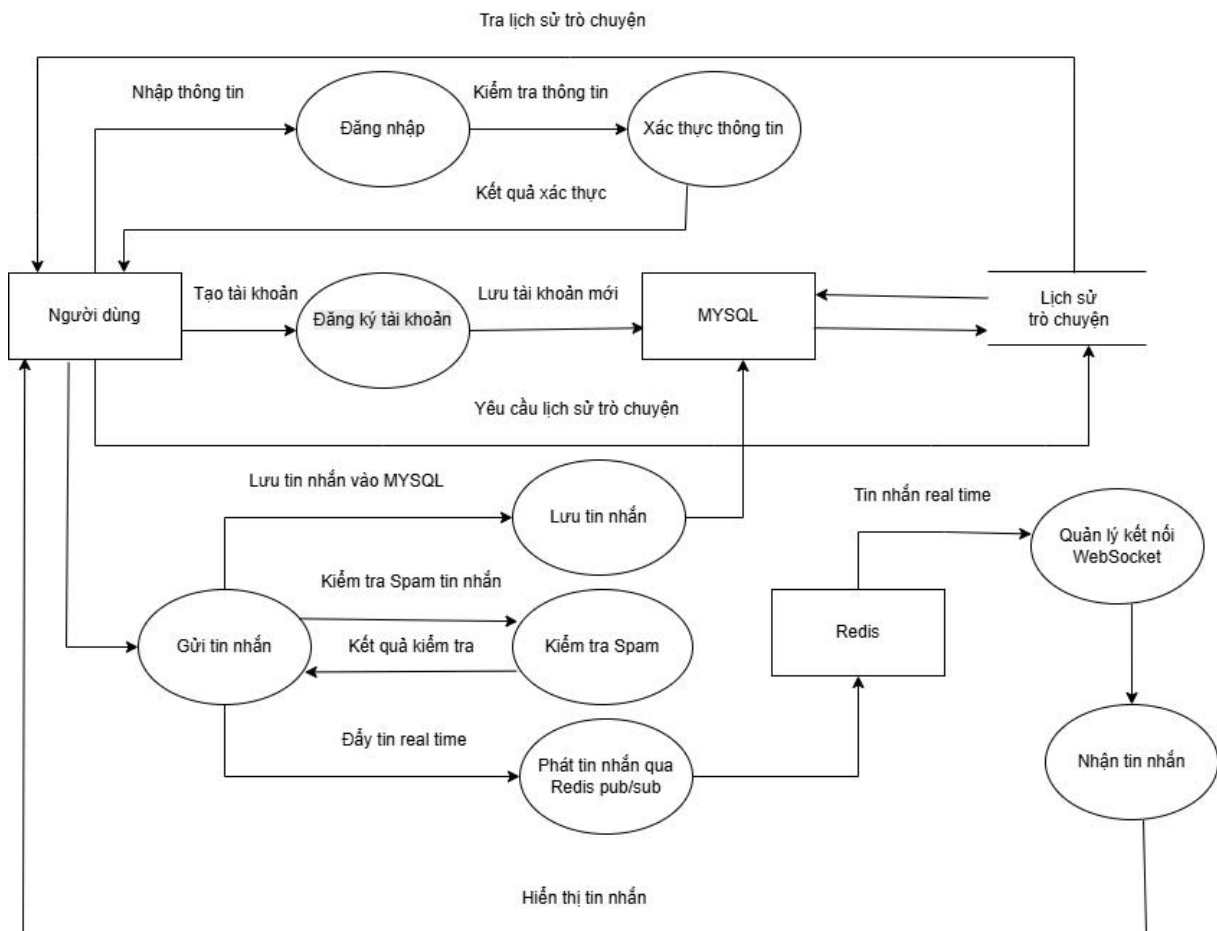 Tra lịch sử trò chuyện
Nhập thông tin
Kiểm tra thông tin
Đăng nhập
Xác thực thông tin
Kết quả xác thực
Người dùng
Tạo tài khoản
Đăng ký tài khoản
Lưu tài khoản mới
MYSQL
Lịch sử
trò chuyện
Yêu cầu lịch sử trò chuyện
Lưu tin nhắn vào MYSQL
Lưu tin nhắn
Tin nhắn real time
Quản lý kết nối
WebSocket
Kiểm tra Spam tin nhắn
Gửi tin nhắn
Kết quả kiểm tra
Kiểm tra Spam
Redis
Đẩy tin real time
Phát tin nhắn qua
Redis pub/sub
Nhận tin nhắn
Hiển thị tin nhắn